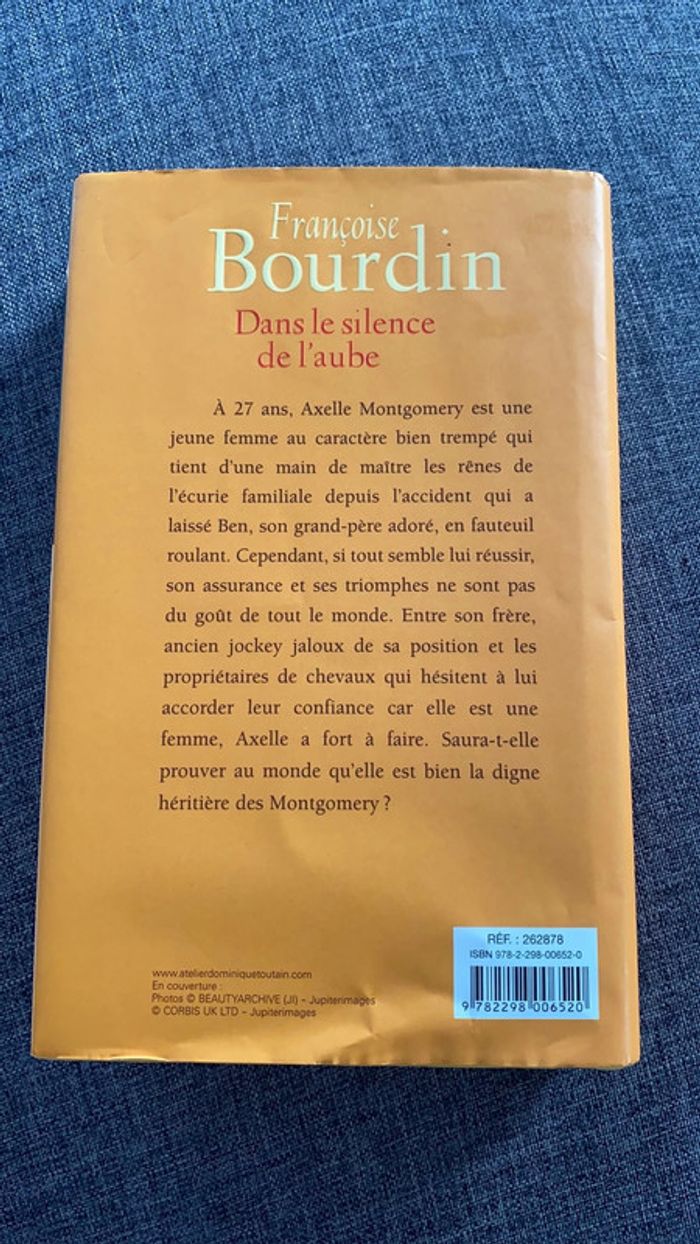 Françoise
Bourdin
Dans le silence
de l'aube
À 27 ans, Axelle Montgomery est une
jeune femme au caractère bien trempé qui
tient d'une main de maître les rênes de
l'écurie familiale depuis l'accident qui a
laissé Ben, son grand-père adoré, en fauteuil
roulant. Cependant, si tout semble lui réussir,
son assurance et ses triomphes ne sont pas
du goût de tout le monde. Entre son frère,
ancien jockey jaloux de sa position et les
propriétaires de chevaux qui hésitent à lui
accorder leur confiance car elle est une
femme, Axelle a fort à faire. Saura-t-elle
prouver au monde qu'elle est bien la digne
héritière des Montgomery ?
www.atelierdominiquetoutain.com
En couverture :
Photos © BEAUTYARCHIVE (JI) – Jupiterimages
© CORBIS UK LTD – Jupiterimages
RÉF. : 262878
ISBN 978-2-298-00652-0
9 782298 006520